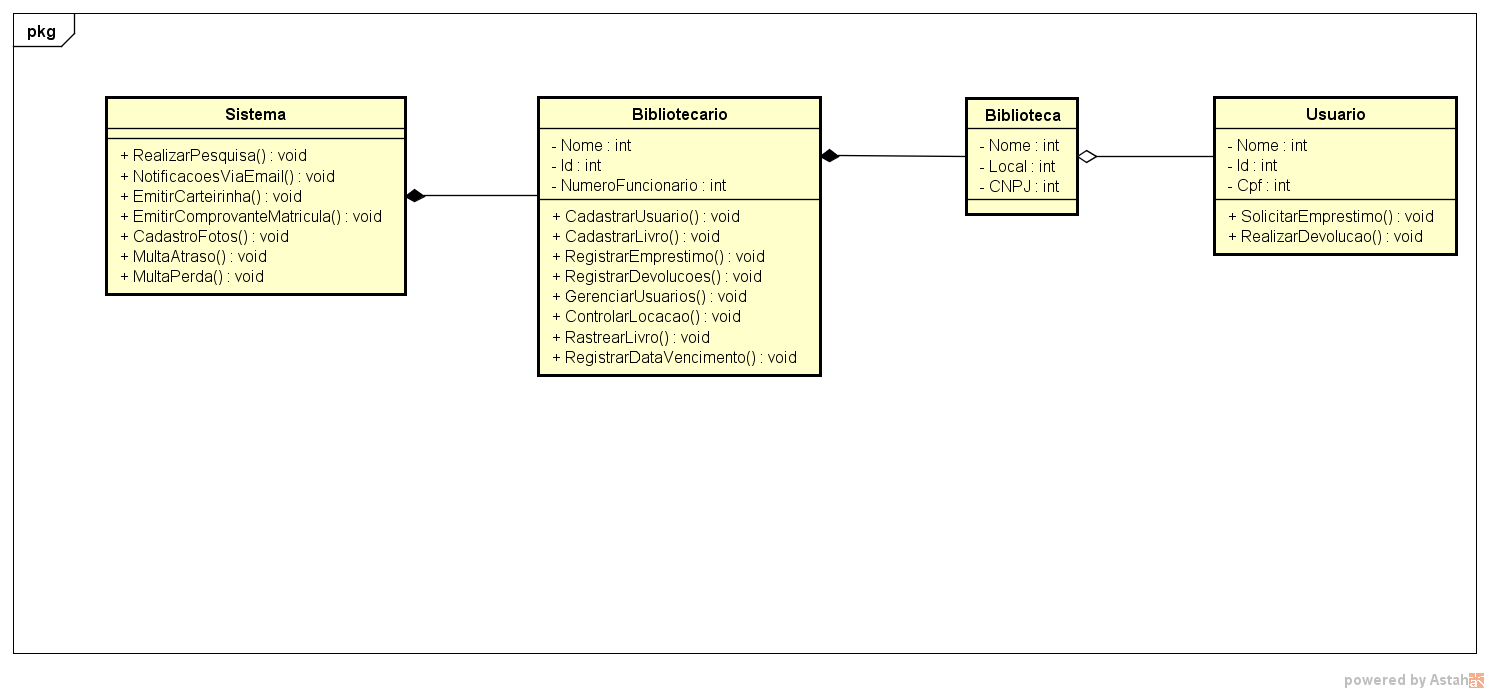 pkg
Sistema
+ RealizarPesquisa() : void
+ NotificacoesViaEmail() : void
+ EmitirCarteirinha() : void
+ EmitirComprovanteMatricula() : void
+ CadastroFotos() : void
+ MultaAtraso() : void
+ MultaPerda() : void
Bibliotecario
- Nome : int
- Id : int
- NumeroFuncionario : int
+ CadastrarUsuario() : void
+ CadastrarLivro() : void
+ RegistrarEmprestimo() : void
+ RegistrarDevolucoes() : void
+ GerenciarUsuarios() : void
+ ControlarLocacao() : void
+ RastrearLivro() : void
+ RegistrarDataVencimento() : void
Biblioteca
- Nome : int
- Local : int
- CNPJ : int
Usuario
- Nome : int
- Id : int
- Cpf : int
+ SolicitarEmprestimo() : void
+ RealizarDevolucao() : void
powered by Astah